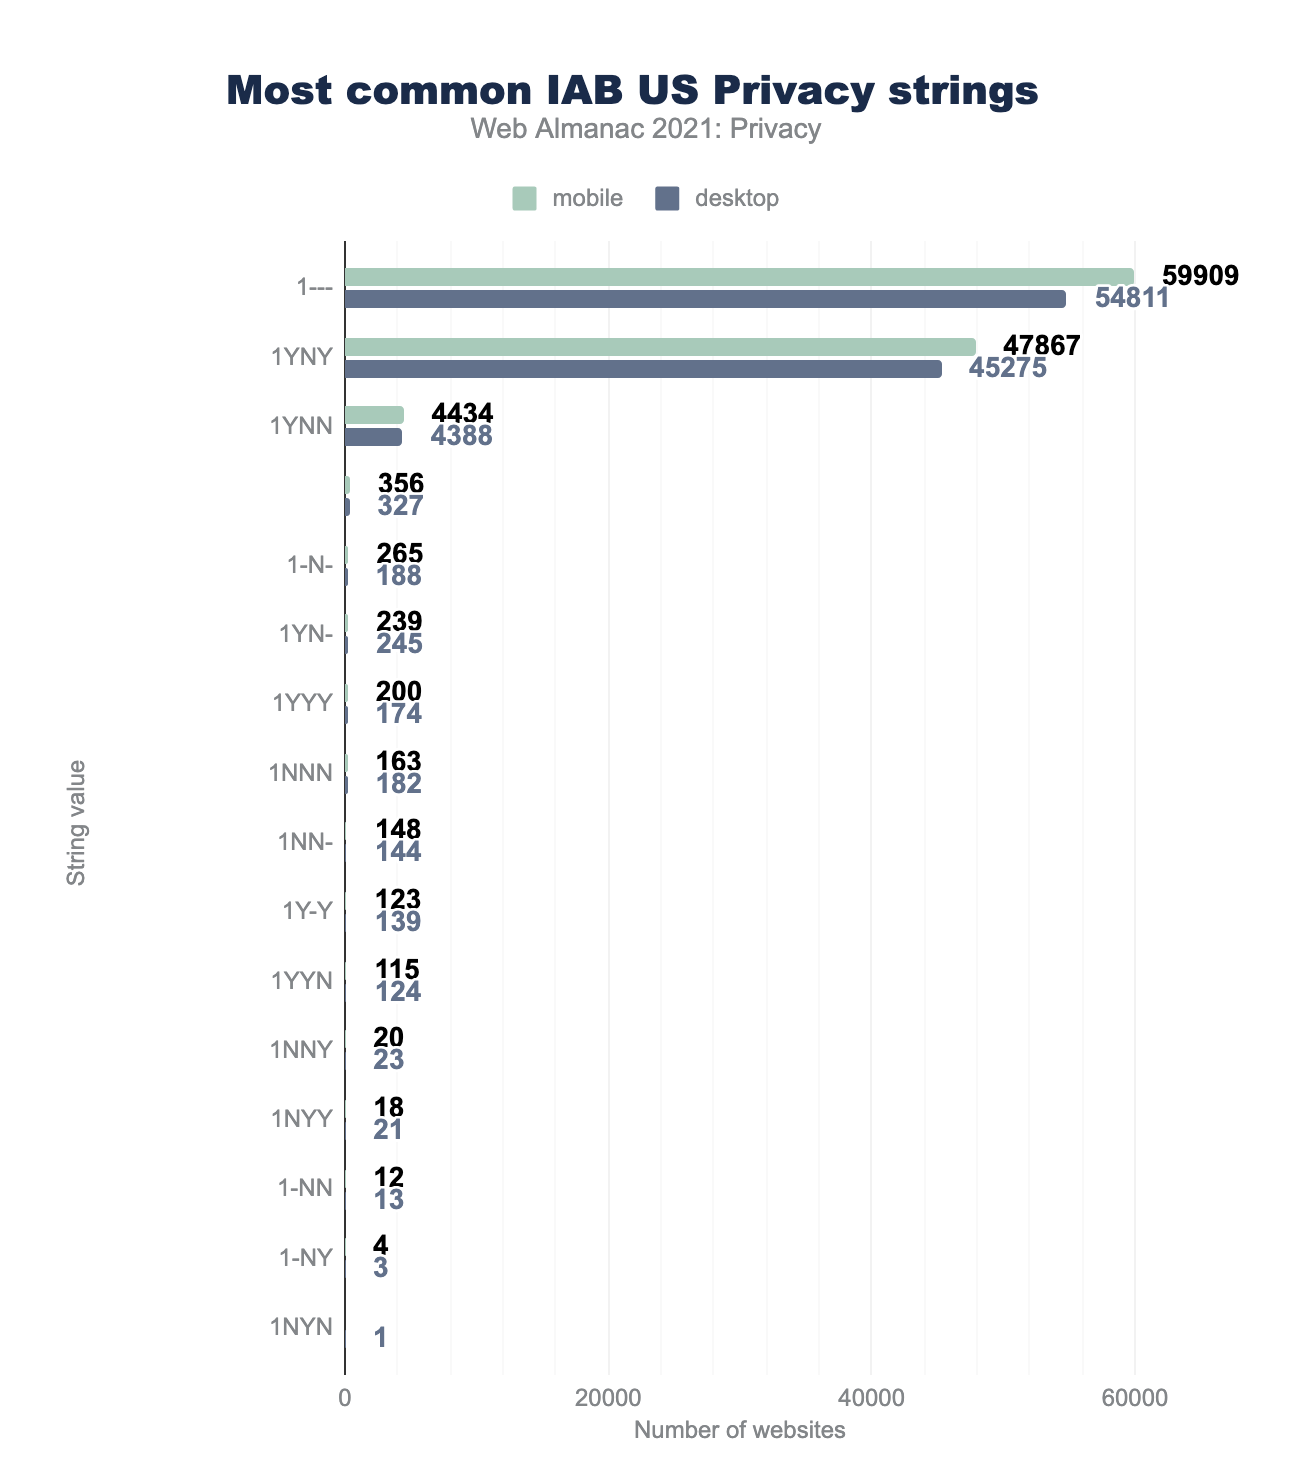 Most common IAB US Privacy strings
Web Almanac 2021: Privacy
mobile desktop
1--- 59909
54811
1YNY 47867
45275
1YNN 4434
4388
356
327
1-N- 265
188
1YN- 239
245
1YYY 200
174
1NNN 163
182
1NN- 148
144
1Y-Y 123
139
1YYN 115
124
1NNY 20
23
1NYY 18
21
1-NN 12
13
1-NY 4
3
1NYN 1
String value
0 20000 40000 60000
Number of websites